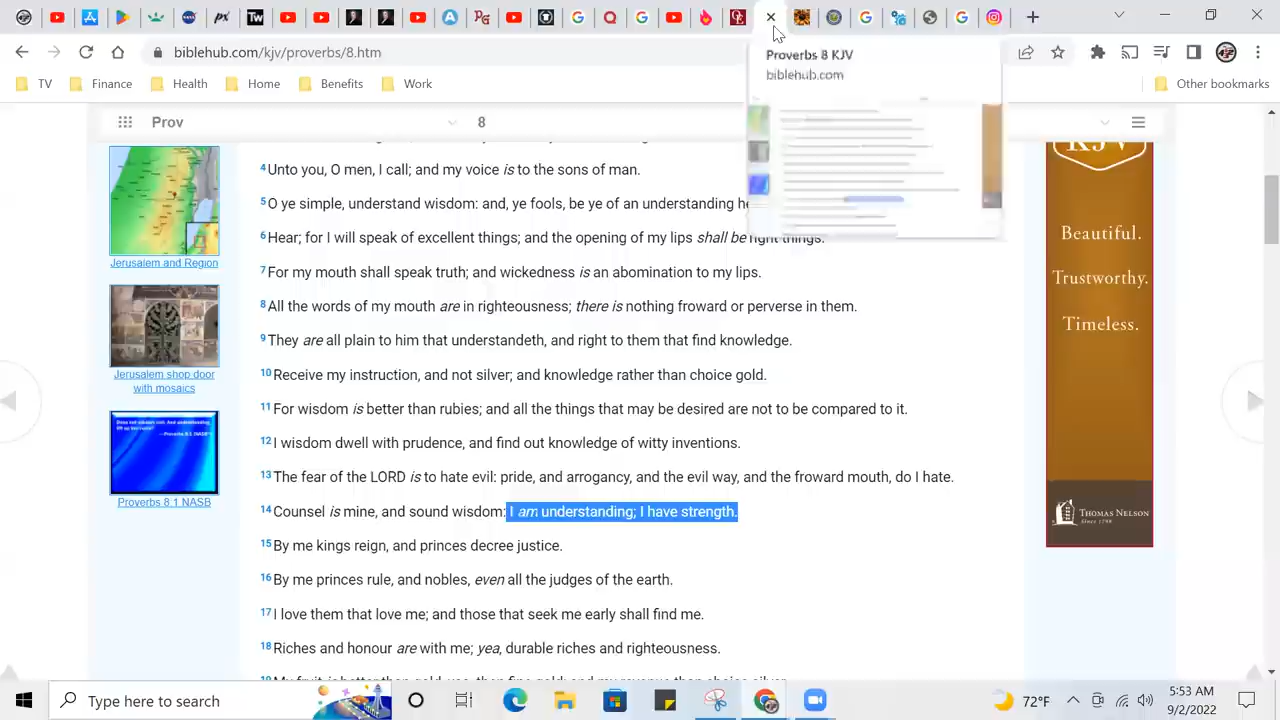 biblehub.com/kjv/proverbs/8.htm
Proverbs 8 KJV
biblehub.com
TV
Finance
Health
Home
Benefits
Work
Other bookmarks
Prov
8
KJV
4 Unto you, O men, I call; and my voice is to the sons of man.
5 O ye simple, understand wisdom: and, ye fools, be ye of an understanding he
6 Hear; for I will speak of excellent things; and the opening of my lips shall be right things.
7 For my mouth shall speak truth; and wickedness is an abomination to my lips.
8 All the words of my mouth are in righteousness; there is nothing froward or perverse in them.
9 They are all plain to him that understandeth, and right to them that find knowledge.
10 Receive my instruction, and not silver; and knowledge rather than choice gold.
11 For wisdom is better than rubies; and all the things that may be desired are not to be compared to it.
12 I wisdom dwell with prudence, and find out knowledge of witty inventions.
13 The fear of the LORD is to hate evil: pride, and arrogancy, and the evil way, and the froward mouth, do I hate.
14 Counsel is mine, and sound wisdom: I am understanding; I have strength.
15 By me kings reign, and princes decree justice.
16 By me princes rule, and nobles, even all the judges of the earth.
17 I love them that love me; and those that seek me early shall find me.
18 Riches and honour are with me; yea, durable riches and righteousness.
Jerusalem and Region
Jerusalem shop door
with mosaics
Proverbs 8:1 NASB
Beautiful.
Trustworthy.
Timeless.
THOMAS NELSON
Since 1798
Type here to search
72°F
5:53 AM
9/2/2022